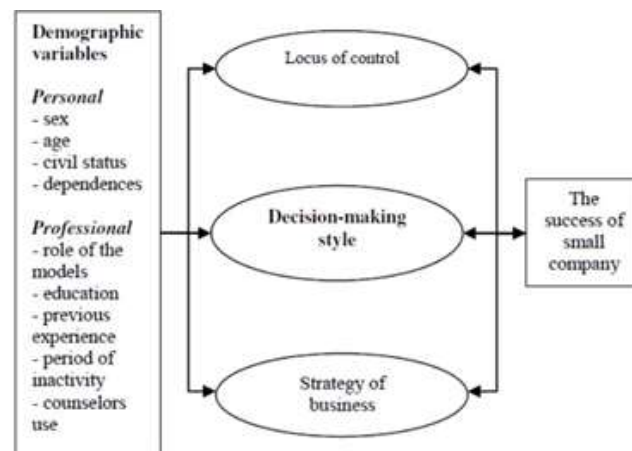 Demographic
variables
Personal
- sex
- age
- civil status
- dependences
Professional
- role of the
models
- education
- previous
experience
- period of
inactivity
- counselors
use
Locus of control
Decision-making
style
Strategy of
business
The
success of
small
company